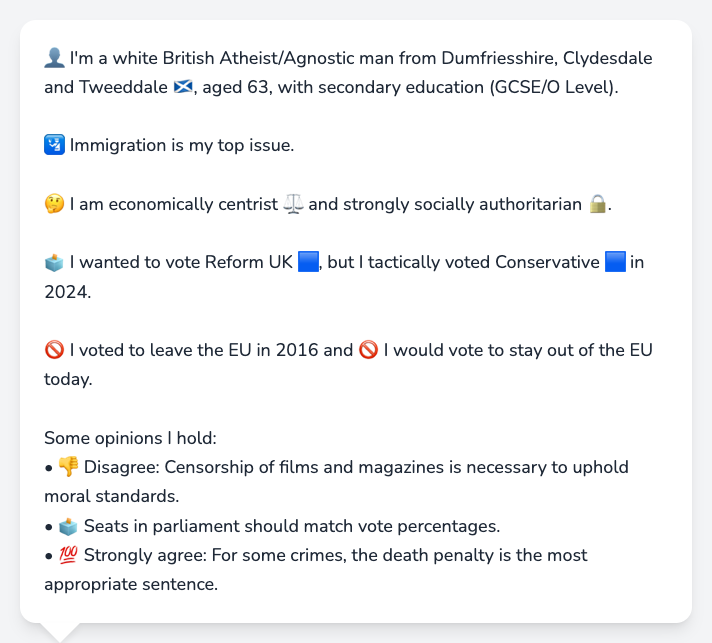 👤 I'm a white British Atheist/Agnostic man from Dumfriesshire, Clydesdale
and Tweeddale 🏴󠁧󠁢󠁳󠁣󠁴󠁿, aged 63, with secondary education (GCSE/O Level).
🛂 Immigration is my top issue.
🤔 I am economically centrist ⚖️ and strongly socially authoritarian 🔒.
🗳️ I wanted to vote Reform UK 🟦, but I tactically voted Conservative 🟦 in
2024.
🚫 I voted to leave the EU in 2016 and 🚫 I would vote to stay out of the EU
today.
Some opinions I hold:
• 👎 Disagree: Censorship of films and magazines is necessary to uphold
moral standards.
• 🗳️ Seats in parliament should match vote percentages.
• 💯 Strongly agree: For some crimes, the death penalty is the most
appropriate sentence.